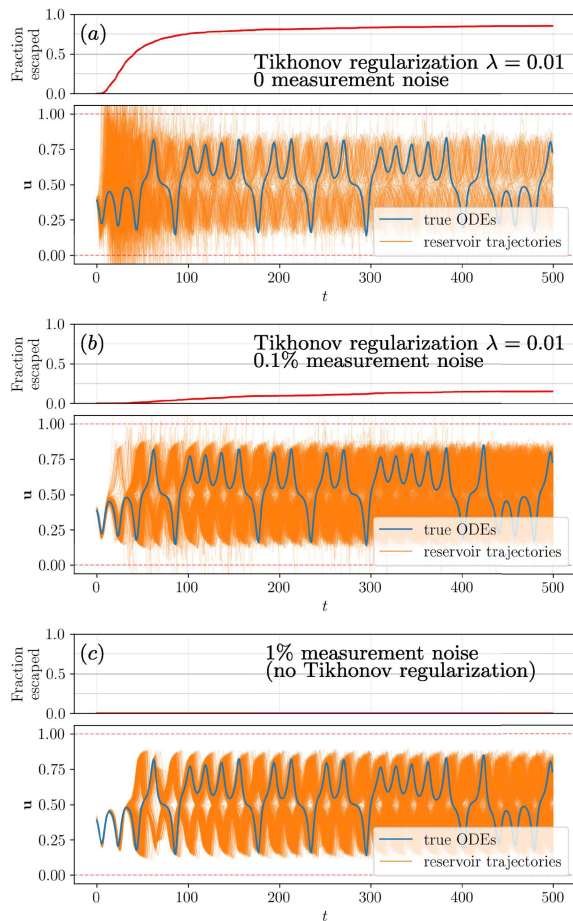 Fraction
escaped
1.0
0.5
0.0
(a)
Tikhonov regularization λ = 0.01
0 measurement noise
u
1.00
0.75
0.50
0.25
0.00
true ODEs
reservoir trajectories
0 100 200 300 400 500
t
Fraction
escaped
1.0
0.5
0.0
(b)
Tikhonov regularization λ = 0.01
0.1% measurement noise
u
1.00
0.75
0.50
0.25
0.00
true ODEs
reservoir trajectories
0 100 200 300 400 500
t
Fraction
escaped
1.0
0.5
0.0
(c)
1% measurement noise
(no Tikhonov regularization)
u
1.00
0.75
0.50
0.25
0.00
true ODEs
reservoir trajectories
0 100 200 300 400 500
t